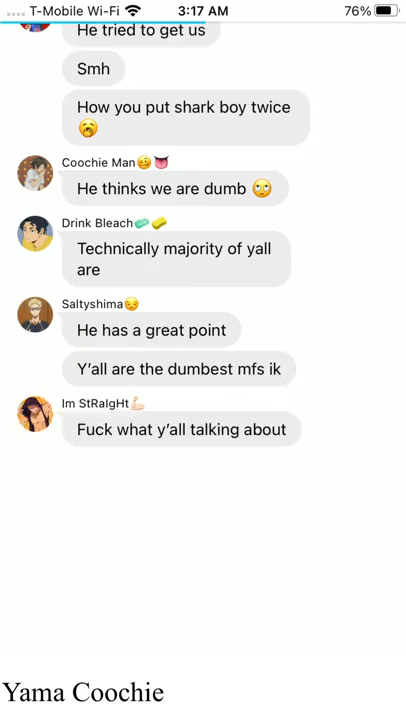 T-Mobile Wi-Fi 3:17 AM 76%
He tried to get us
Smh
How you put shark boy twice
🥱
Coochie Man🥴👅
He thinks we are dumb 🙄
Drink Bleach🧼🧽
Technically majority of yall
are
Saltyshima😒
He has a great point
Y'all are the dumbest mfs ik
Im StRaIgHt💪🏻
Fuck what y'all talking about
Yama Coochie